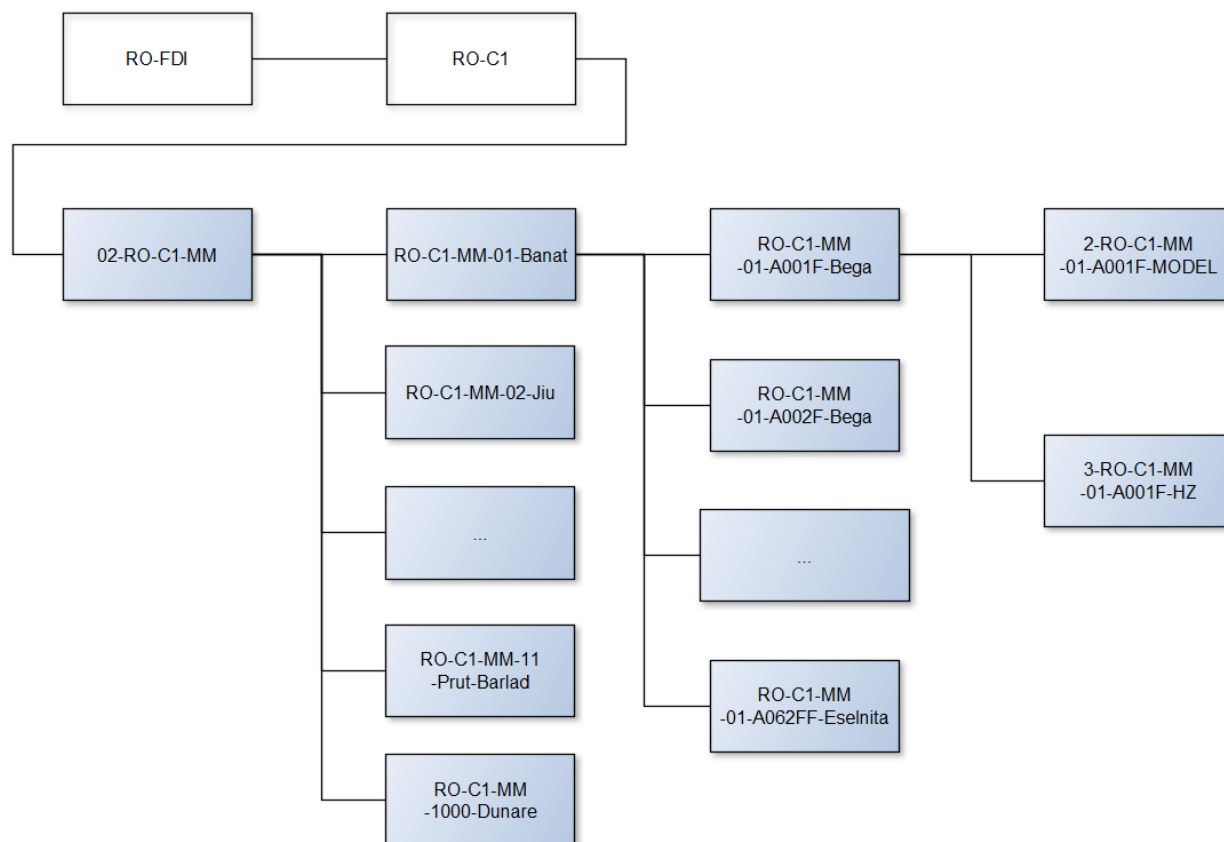 RO-FDI
RO-C1
02-RO-C1-MM
RO-C1-MM-01-Banat
RO-C1-MM
-01-A001F-Bega
2-RO-C1-MM
-01-A001F-MODEL
RO-C1-MM-02-Jiu
RO-C1-MM
-01-A002F-Bega
3-RO-C1-MM
-01-A001F-HZ
...
...
RO-C1-MM-11
-Prut-Barlad
RO-C1-MM
-01-A062FF-Eselnita
RO-C1-MM
-1000-Dunare